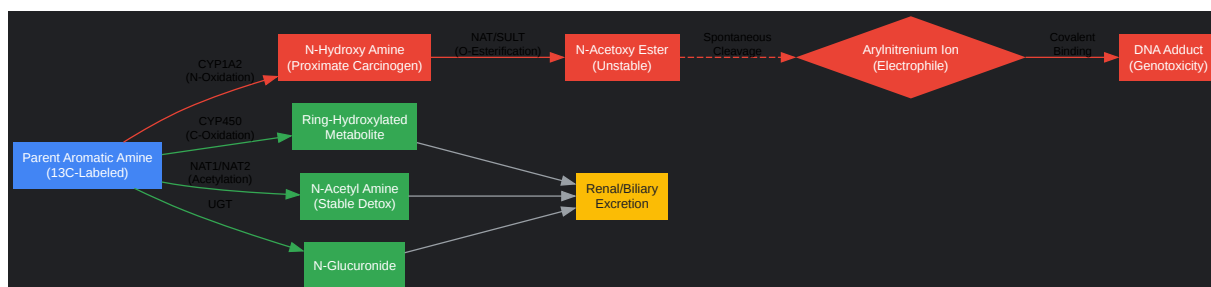 Parent Aromatic Amine
(13C-Labeled)
CYP1A2
(N-Oxidation)
N-Hydroxy Amine
(Proximate Carcinogen)
NAT/SULT
(O-Esterification)
N-Acetoxy Ester
(Unstable)
Spontaneous
Cleavage
Arylnitrenium Ion
(Electrophile)
Covalent
Binding
DNA Adduct
(Genotoxicity)
CYP450
(C-Oxidation)
Ring-Hydroxylated
Metabolite
NAT1/NAT2
(Acetylation)
N-Acetyl Amine
(Stable Detox)
UGT
N-Glucuronide
Renal/Biliary
Excretion